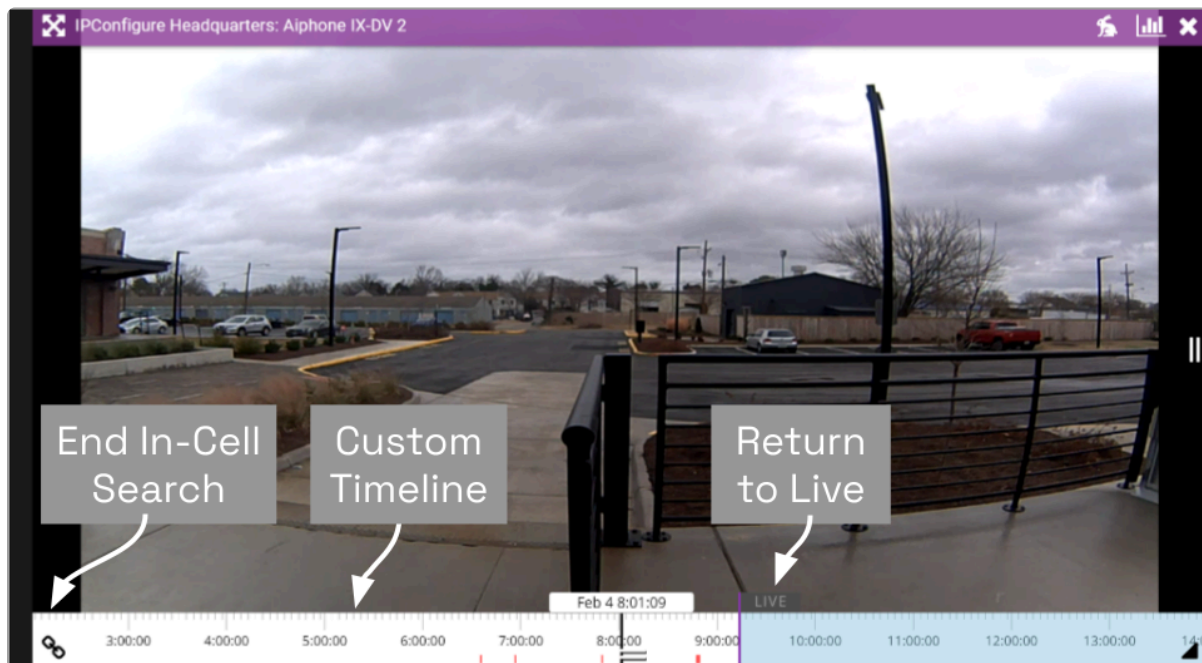 IPConfigure Headquarters: Aiphone IX-DV 2
End In-Cell
Search
Custom
Timeline
Return
to Live
Feb 4 8:01:09
LIVE
3:00:00 4:00:00 5:00:00 6:00:00 7:00:00 8:00:00 9:00:00 10:00:00 11:00:00 12:00:00 13:00:00